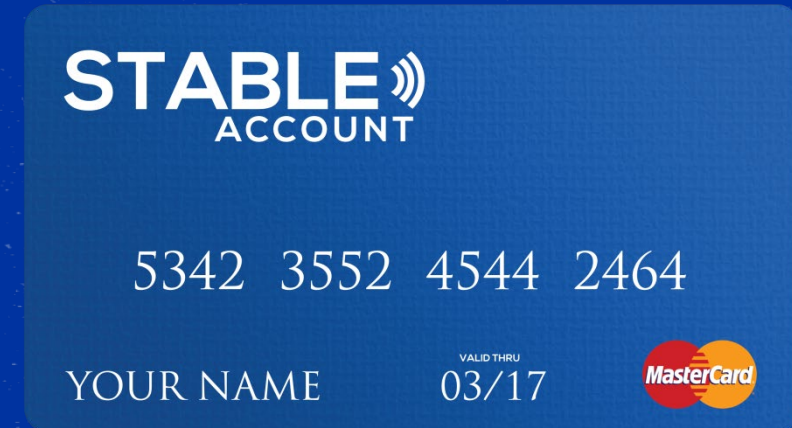 STABLE
ACCOUNT
5342 3552 4544 2464
VALID THRU
YOUR NAME 03/17
MasterCard